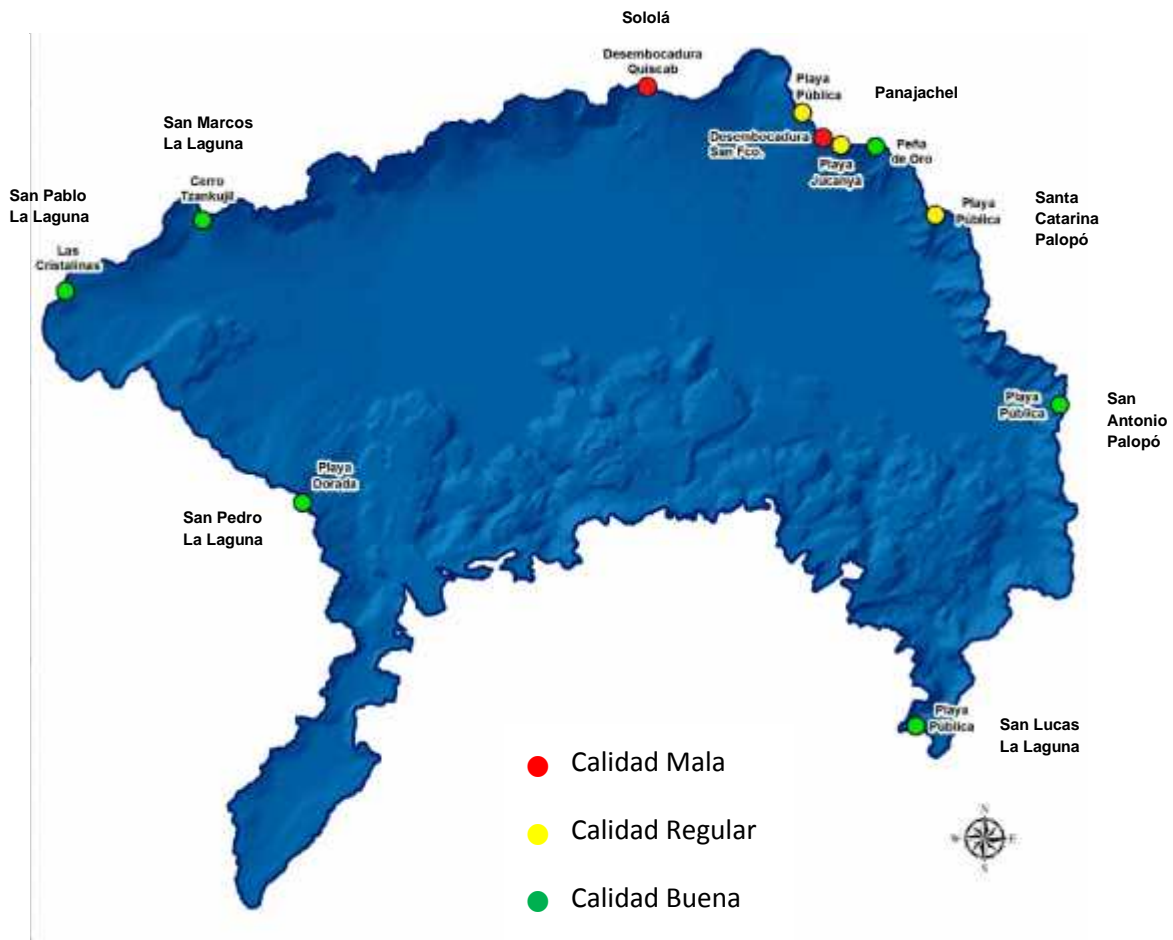 Sololá
Desembocadura
Quiscab
Playa
Pública
Panajachel
Desembocadura
San Fco.
Playa
Jucanya
Peña
de Oro
San Marcos
La Laguna
Cerro
Tzankujil
San Pablo
La Laguna
Las
Cristalinas
Playa
Pública
Santa
Catarina
Palopó
Playa
Pública
San
Antonio
Palopó
Playa
Dorada
San Pedro
La Laguna
Playa
Pública
San Lucas
La Laguna
Calidad Mala
Calidad Regular
Calidad Buena
N
W
E
S